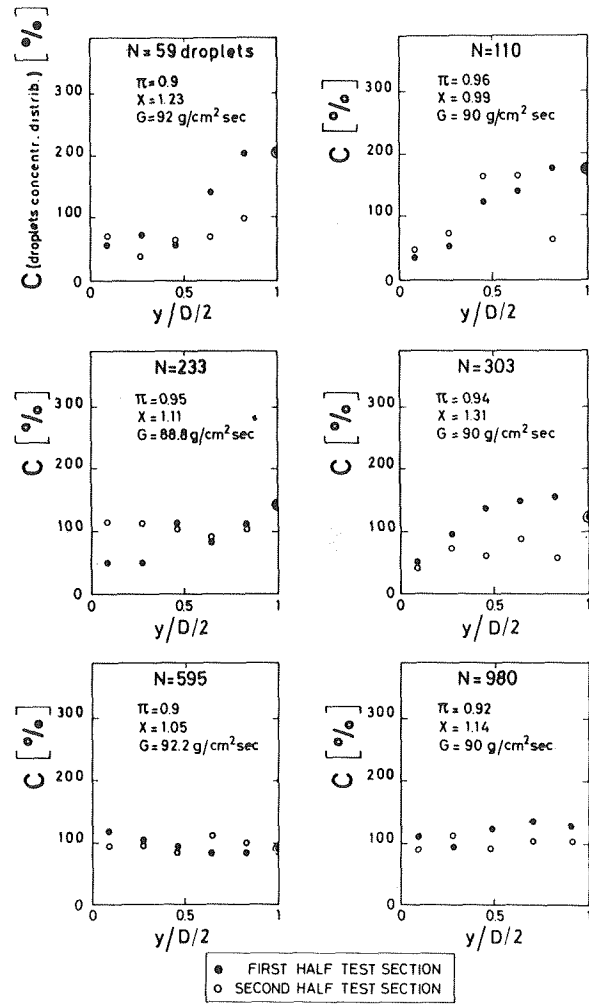 C [droplets concentr. distrib.) [%]
N=59 droplets
π=0.9
X=1.23
G=92 g/cm² sec
300
200
100
0
0
0.5
1
y/D/2
C [%]
N=110
π=0.96
X=0.99
G=90 g/cm² sec
300
200
100
0
0
0.5
1
y/D/2
C [%]
N=233
π=0.95
X=1.11
G=88.8 g/cm² sec
300
200
100
0
0
0.5
1
y/D/2
C [%]
N=303
π=0.94
X=1.31
G=90 g/cm² sec
300
200
100
0
0
0.5
1
y/D/2
C [%]
N=595
π=0.9
X=1.05
G=92.2 g/cm² sec
300
200
100
0
0
0.5
1
y/D/2
C [%]
N=980
π=0.92
X=1.14
G=90 g/cm² sec
300
200
100
0
0
0.5
1
y/D/2
● FIRST HALF TEST SECTION
○ SECOND HALF TEST SECTION